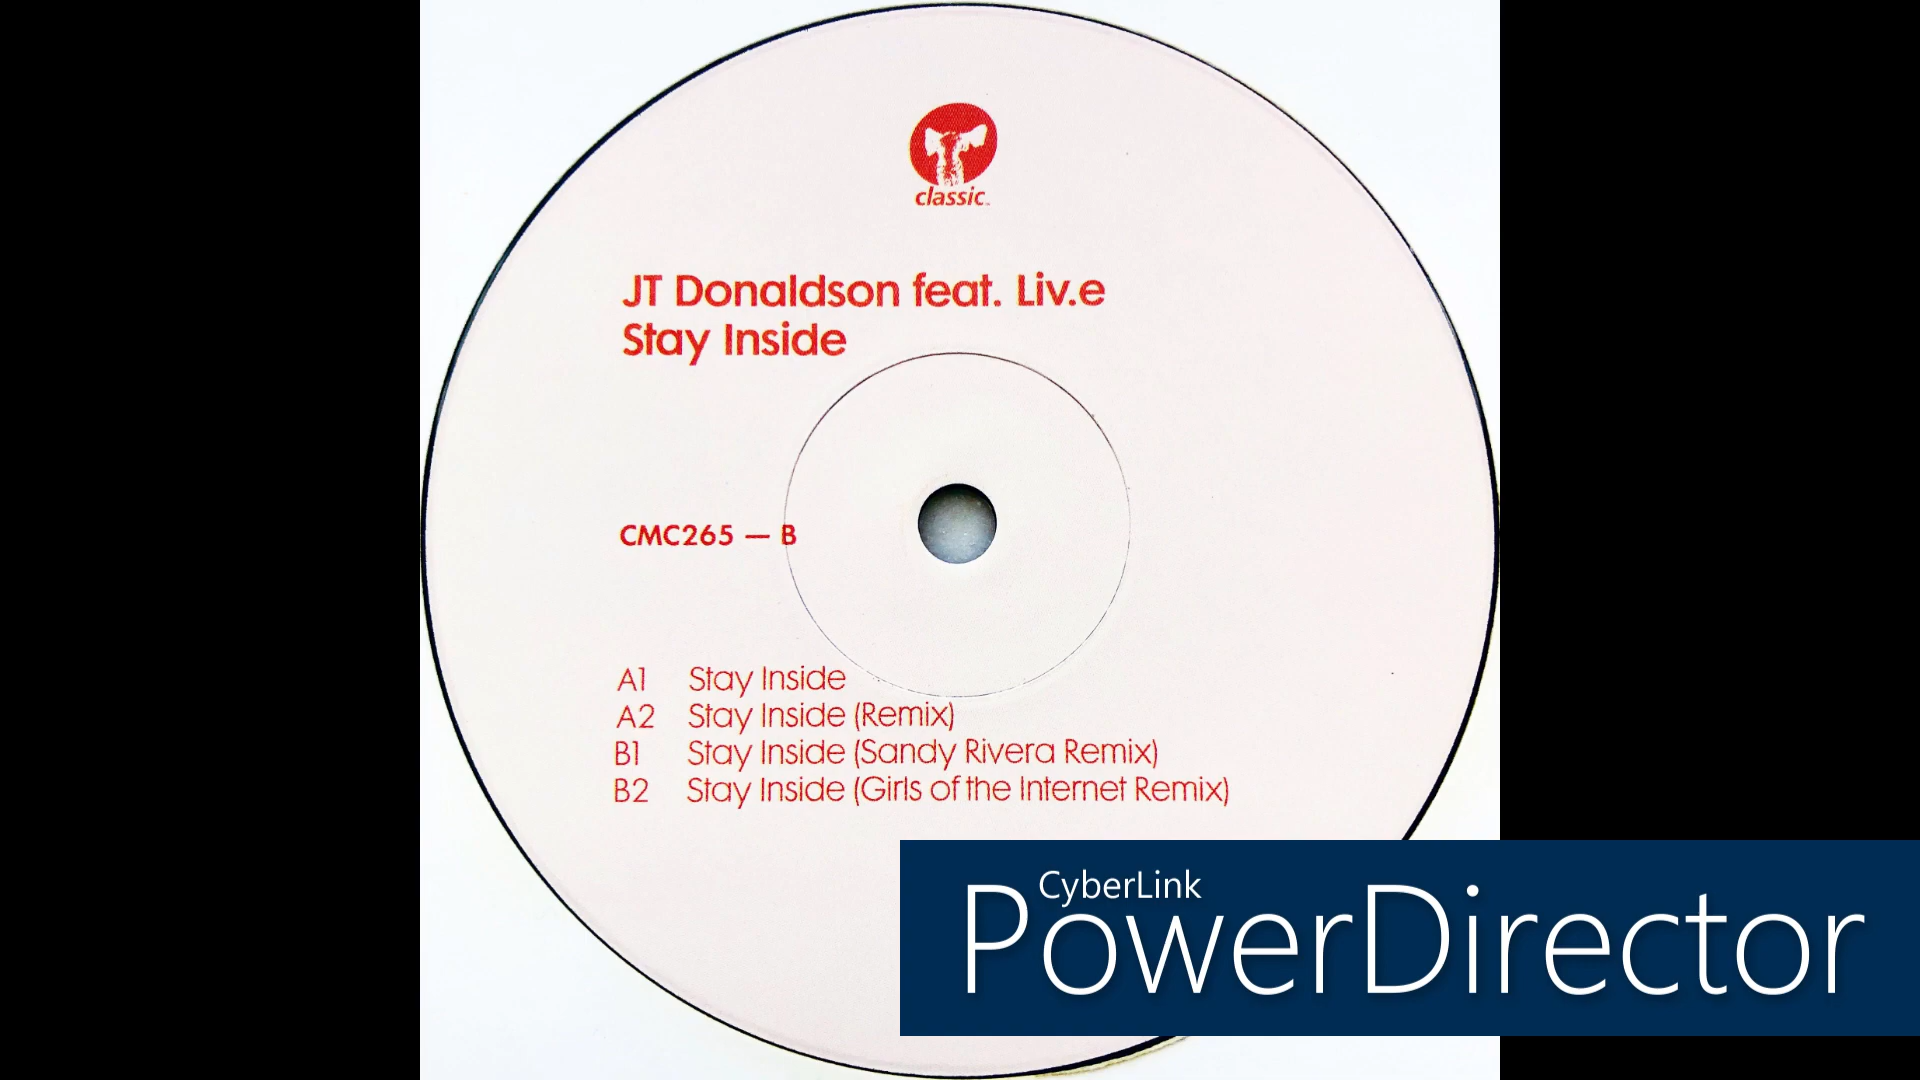 classic
JT Donaldson feat. Liv.e
Stay Inside
CMC265 — B
A1 Stay Inside
A2 Stay Inside (Remix)
B1 Stay Inside (Sandy Rivera Remix)
B2 Stay Inside (Girls of the Internet Remix)
CyberLink
PowerDirector